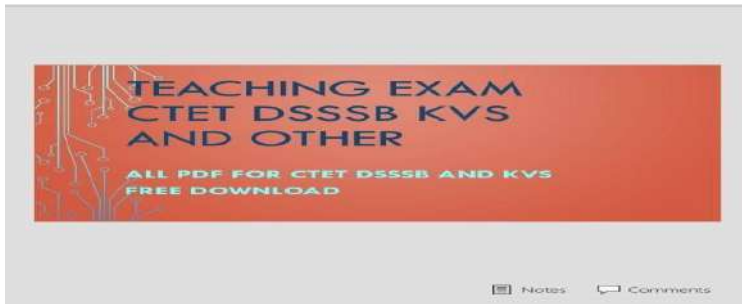 TEACHING EXAM
CTET DSSSB KVS
AND OTHER
ALL PDF FOR CTET DSSSB AND KVS
FREE DOWNLOAD
Notes Comments